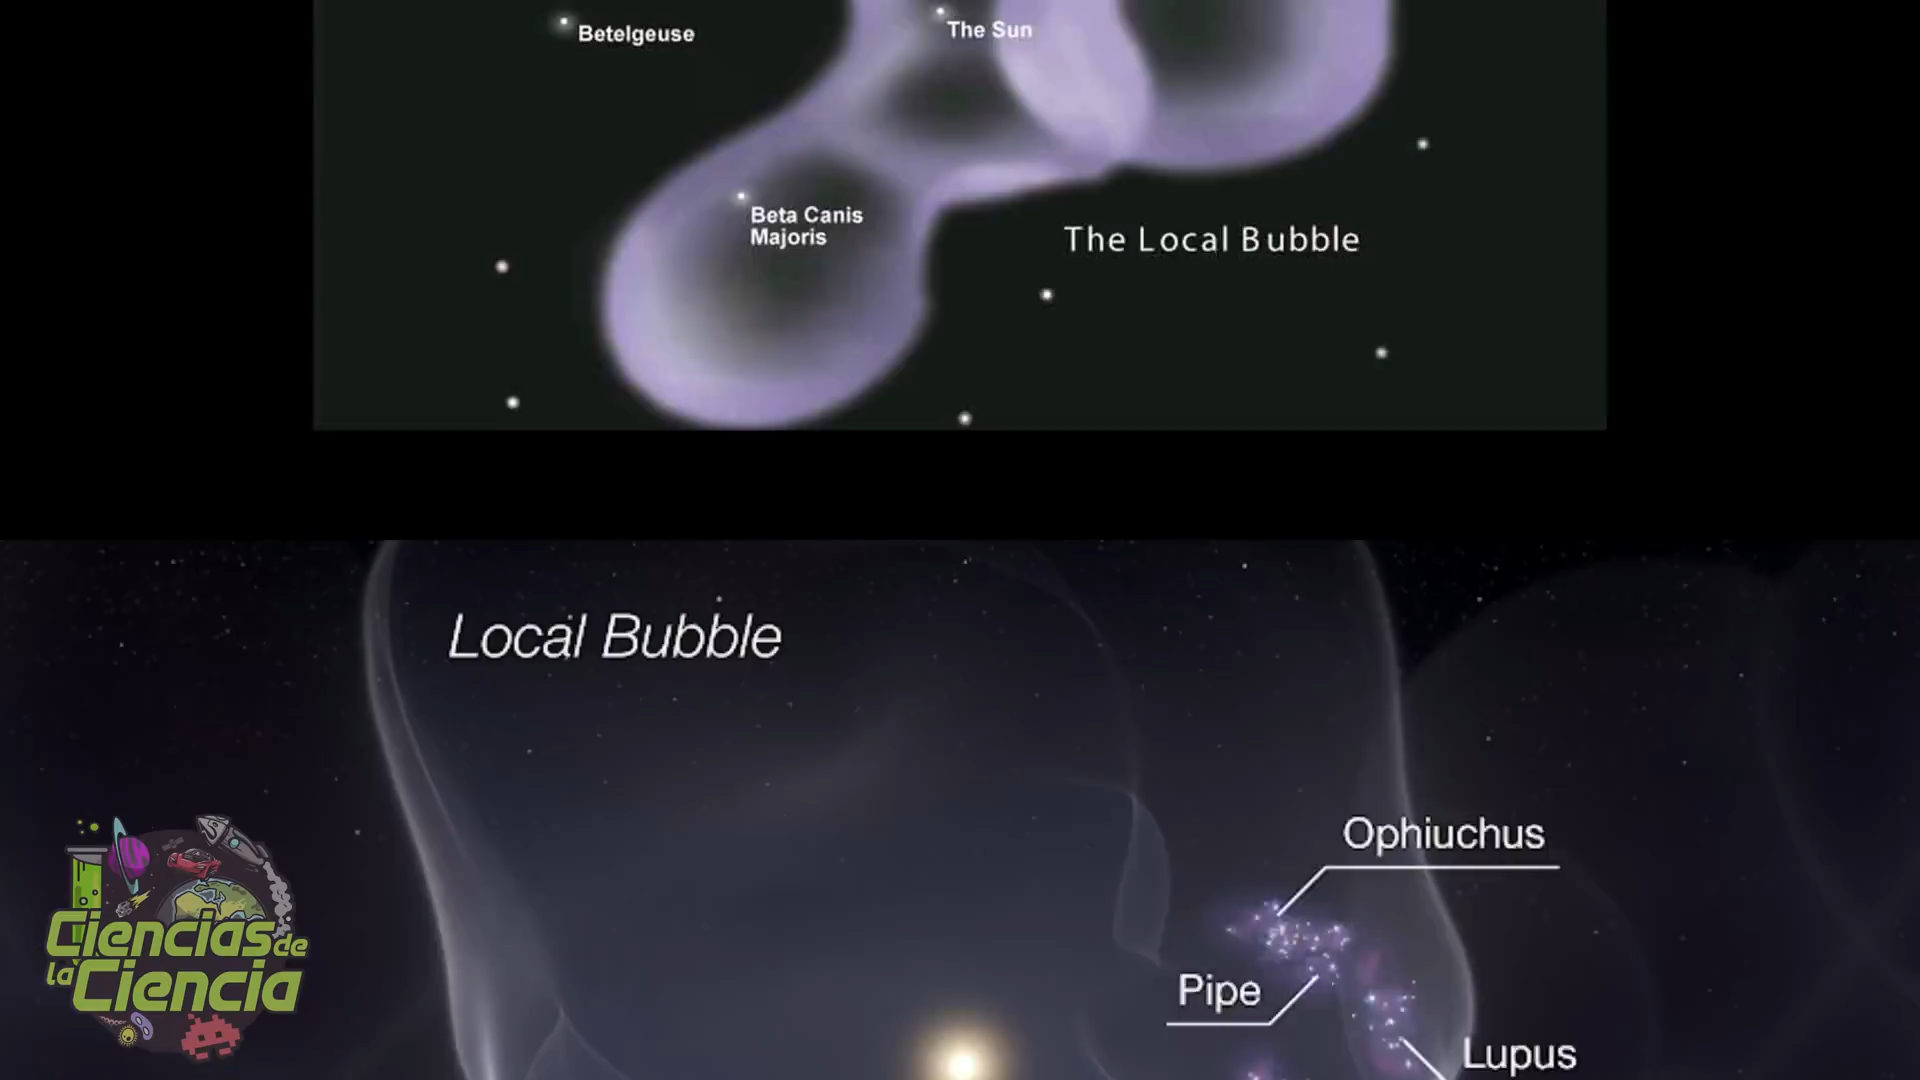 Betelgeuse
The Sun
Beta Canis
Majoris
The Local Bubble
Local Bubble
Ophiuchus
Pipe
Lupus
Ciencias de
la Ciencia